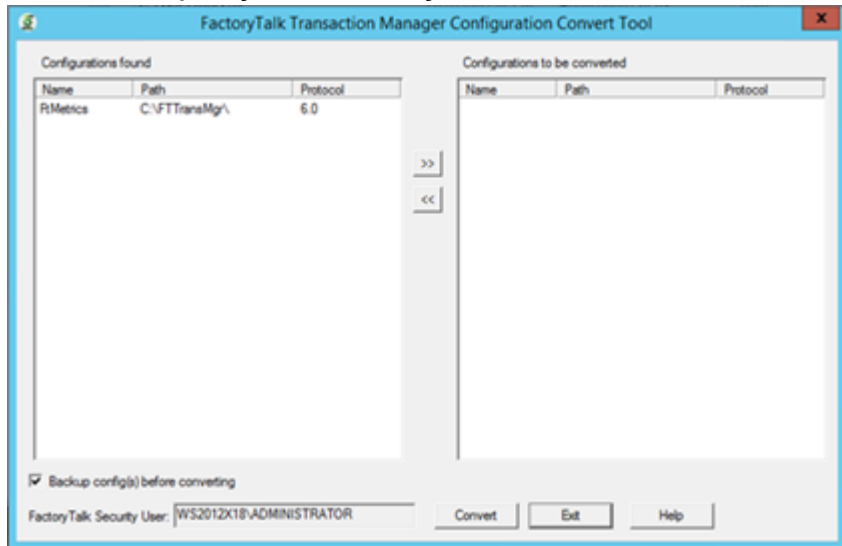 FactoryTalk Transaction Manager Configuration Convert Tool
x
Configurations found
Configurations to be converted
Name Path Protocol
Name Path Protocol
RtMetrics C:\FTTransMgr\ 6.0
>>
<<
Backup config(s) before converting
FactoryTalk Security User: WS2012X18\ADMINISTRATOR Convert Exit Help